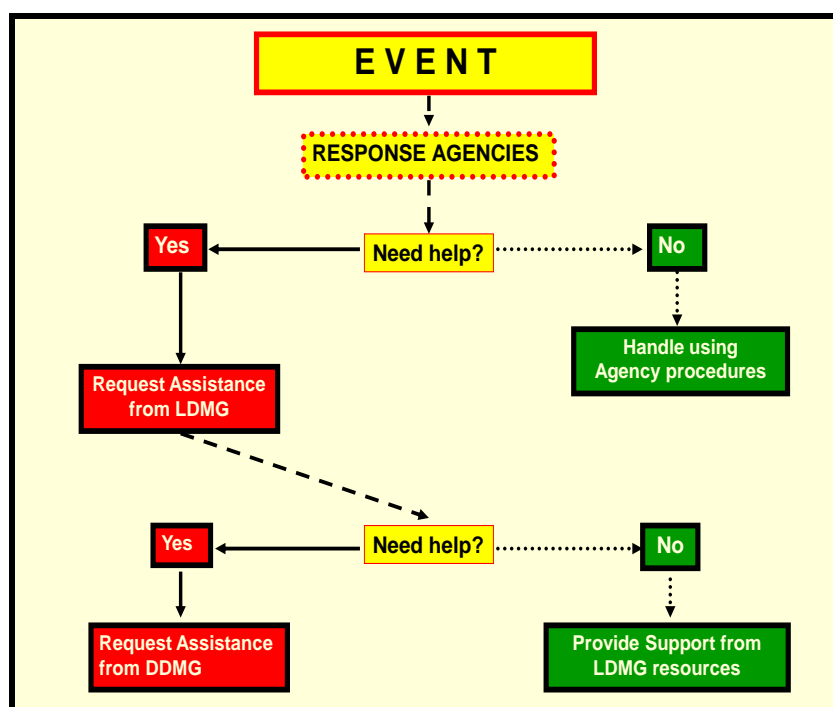 E V E N T
RESPONSE AGENCIES
Yes
Need help?
No
Handle using
Agency procedures
Request Assistance
from LDMG
Yes
Need help?
No
Request Assistance
from DDMG
Provide Support from
LDMG resources